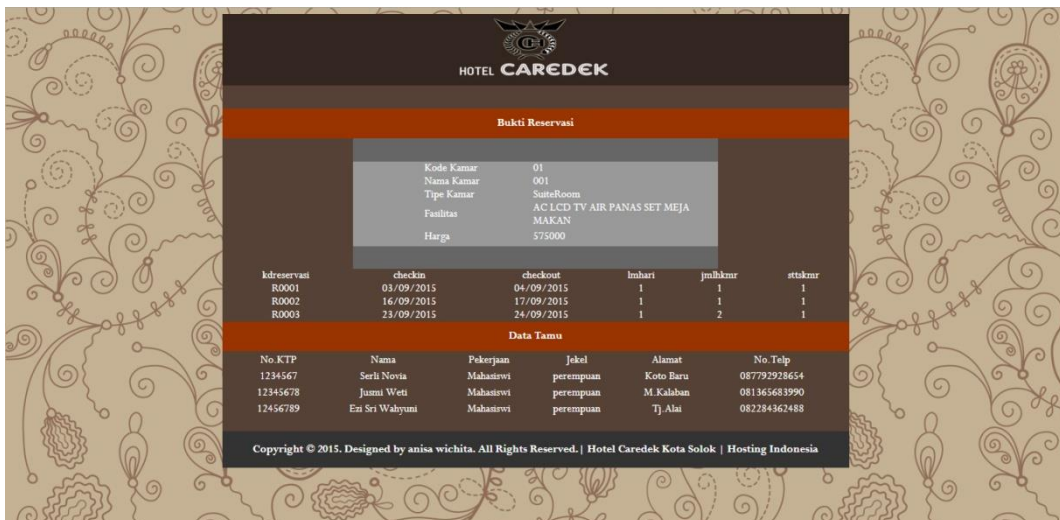 HOTEL CAREDEK
Bukti Reservasi
Kode Kamar 01
Nama Kamar 001
Tipe Kamar SuiteRoom
Fasilitas AC LCD TV AIR PANAS SET MEJA MAKAN
Harga 575000
kdreservasi checkin checkout lmhari jmlhkmr sttskmr
R0001 03/09/2015 04/09/2015 1 1 1
R0002 16/09/2015 17/09/2015 1 1 1
R0003 23/09/2015 24/09/2015 1 2 1
Data Tamu
No.KTP Nama Pekerjaan Jekel Alamat No.Telp
1234567 Serli Novia Mahasiswi perempuan Koto Baru 087792928654
12345678 Jusmi Weti Mahasiswi perempuan M.Kalaban 081365683990
12456789 Ezi Sri Wahyuni Mahasiswi perempuan Tj.Alai 082284362488
Copyright © 2015. Designed by anisa wichita. All Rights Reserved. | Hotel Caredek Kota Solok | Hosting Indonesia